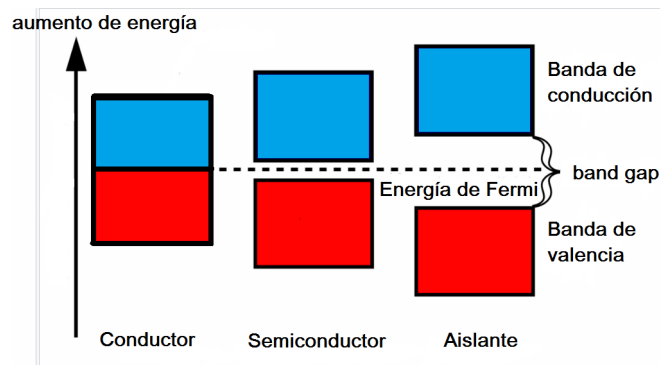 aumento de energía
Banda de
conducción
band gap
Energía de Fermi
Banda de
valencia
Conductor
Semiconductor
Aislante